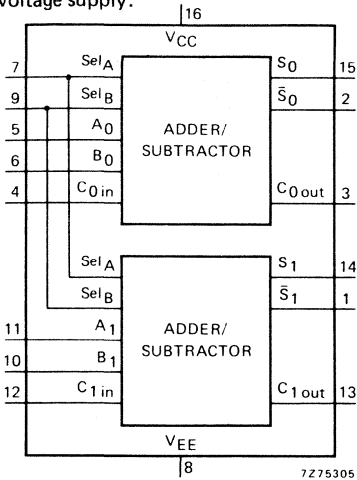 voltage supply.
16
VCC
7 SelA S0 15
9 SelB S̄0 2
5 A0
ADDER/
SUBTRACTOR
6 B0
4 C0 in C0 out 3
SelA S1 14
SelB S̄1 1
11 A1
ADDER/
SUBTRACTOR
10 B1
12 C1 in C1 out 13
VEE
8
7Z75305